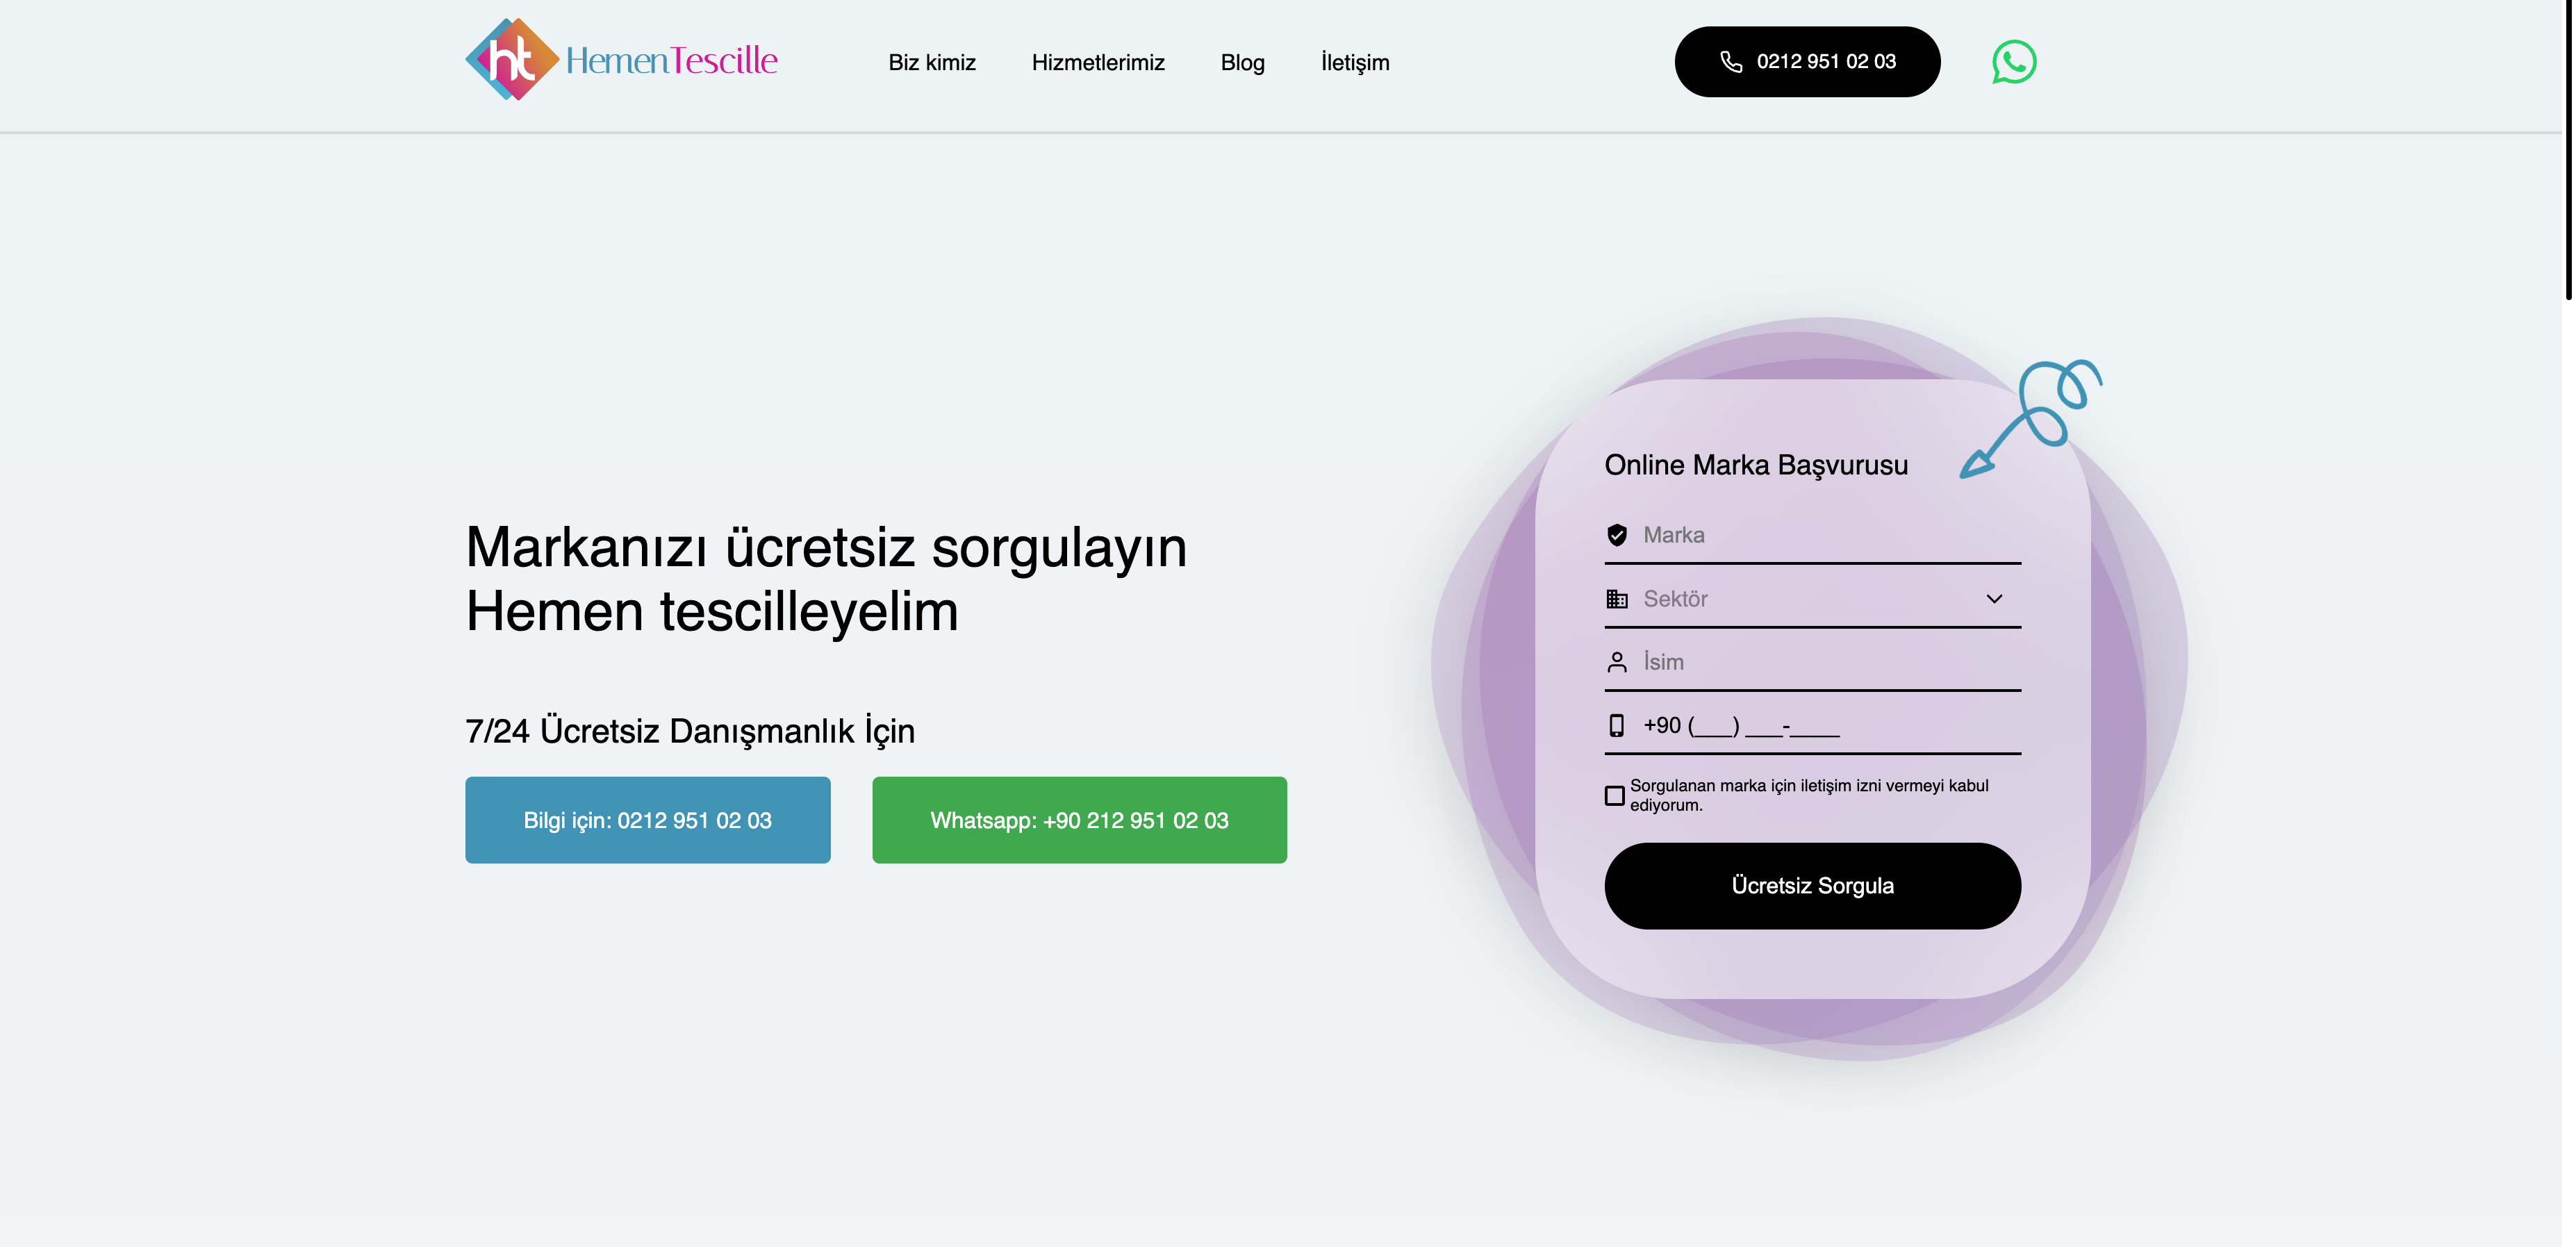 ht HemenTescille
Biz kimiz
Hizmetlerimiz
Blog
İletişim
0212 951 02 03
Markanızı ücretsiz sorgulayın
Hemen tescilleyelim
7/24 Ücretsiz Danışmanlık İçin
Bilgi için: 0212 951 02 03
Whatsapp: +90 212 951 02 03
Online Marka Başvurusu
Marka
Sektör
İsim
+90 (___) ___-____
Sorgulanan marka için iletişim izni vermeyi kabul
ediyorum.
Ücretsiz Sorgula